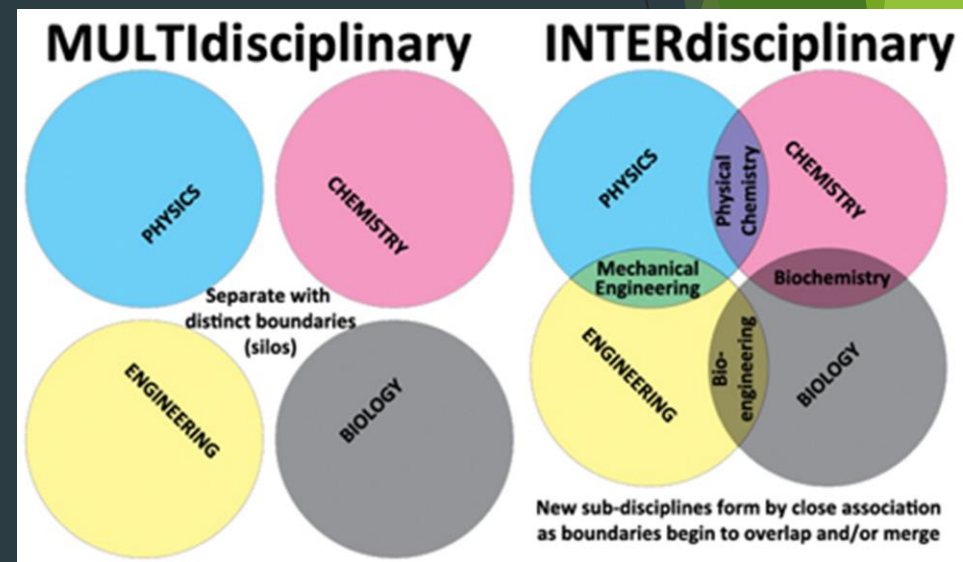 MULTIdisciplinary
PHYSICS
CHEMISTRY
Separate with
distinct boundaries
(silos)
ENGINEERING
BIOLOGY
INTERdisciplinary
PHYSICS
Physical
Chemistry
CHEMISTRY
Mechanical
Engineering
Biochemistry
ENGINEERING
Bio-
engineering
BIOLOGY
New sub-disciplines form by close association
as boundaries begin to overlap and/or merge